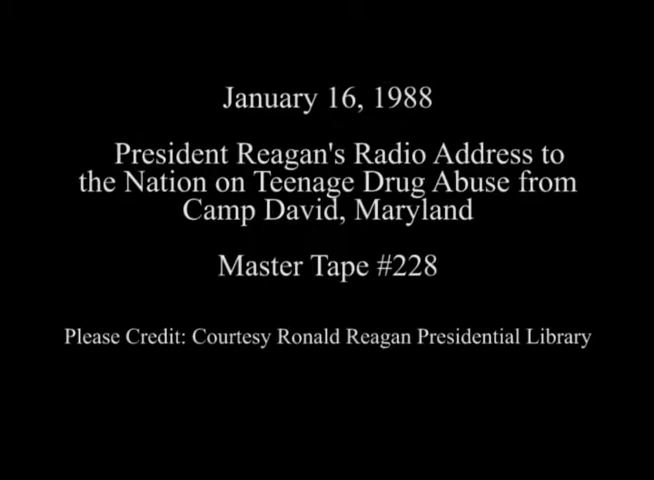 January 16, 1988
President Reagan's Radio Address to
the Nation on Teenage Drug Abuse from
Camp David, Maryland
Master Tape #228
Please Credit: Courtesy Ronald Reagan Presidential Library